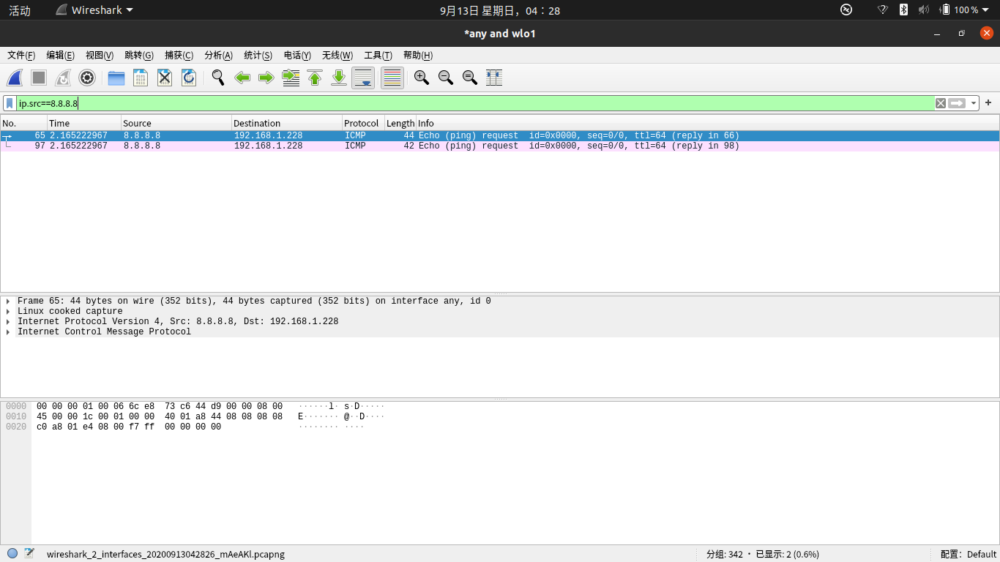 活动 Wireshark 9月13日 星期日，04：28 100%
*any and wlo1
文件(F) 编辑(E) 视图(V) 跳转(G) 捕获(C) 分析(A) 统计(S) 电话(Y) 无线(W) 工具(T) 帮助(H)
ip.src==8.8.8.8
No. Time Source Destination Protocol Length Info
65 2.165222967 8.8.8.8 192.168.1.228 ICMP 44 Echo (ping) request id=0x0000, seq=0/0, ttl=64 (reply in 66)
97 2.165222967 8.8.8.8 192.168.1.228 ICMP 42 Echo (ping) request id=0x0000, seq=0/0, ttl=64 (reply in 98)
Frame 65: 44 bytes on wire (352 bits), 44 bytes captured (352 bits) on interface any, id 0
Linux cooked capture
Internet Protocol Version 4, Src: 8.8.8.8, Dst: 192.168.1.228
Internet Control Message Protocol
0000 00 00 00 01 00 06 6c e8 73 c6 44 d9 00 00 08 00 ······l· s·D·····
0010 45 00 00 1c 00 01 00 00 40 01 a8 44 08 08 08 08 E······· @··D····
0020 c0 a8 01 e4 08 00 f7 ff 00 00 00 00 ········ ····
wireshark_2_interfaces_20200913042826_mAeAKl.pcapng 分组: 342 · 已显示: 2 (0.6%) 配置： Default